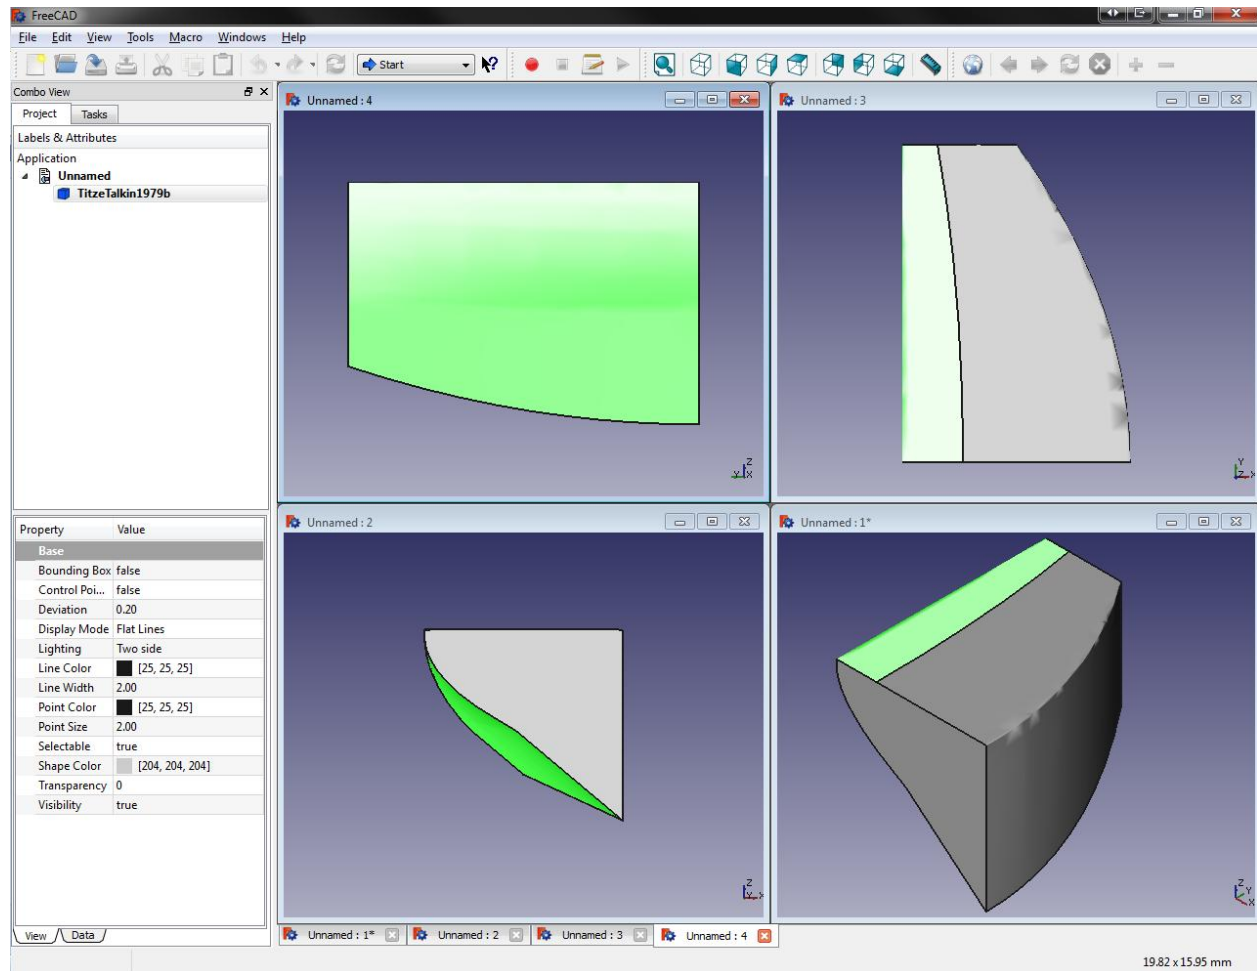 FreeCAD
File Edit View Tools Macro Windows Help
Start
Combo View
Project Tasks
Labels & Attributes
Application
Unnamed
TitzeTalkin1979b
Property Value
Base
Bounding Box false
Control Poi... false
Deviation 0.20
Display Mode Flat Lines
Lighting Two side
Line Color [25, 25, 25]
Line Width 2.00
Point Color [25, 25, 25]
Point Size 2.00
Selectable true
Shape Color [204, 204, 204]
Transparency 0
Visibility true
View Data
Unnamed : 4
Z
Y X
Unnamed : 3
Y
Z X
Unnamed : 2
Z
Y X
Unnamed : 1*
Z
Y
X
Unnamed : 1* Unnamed : 2 Unnamed : 3 Unnamed : 4
19.82 x 15.95 mm